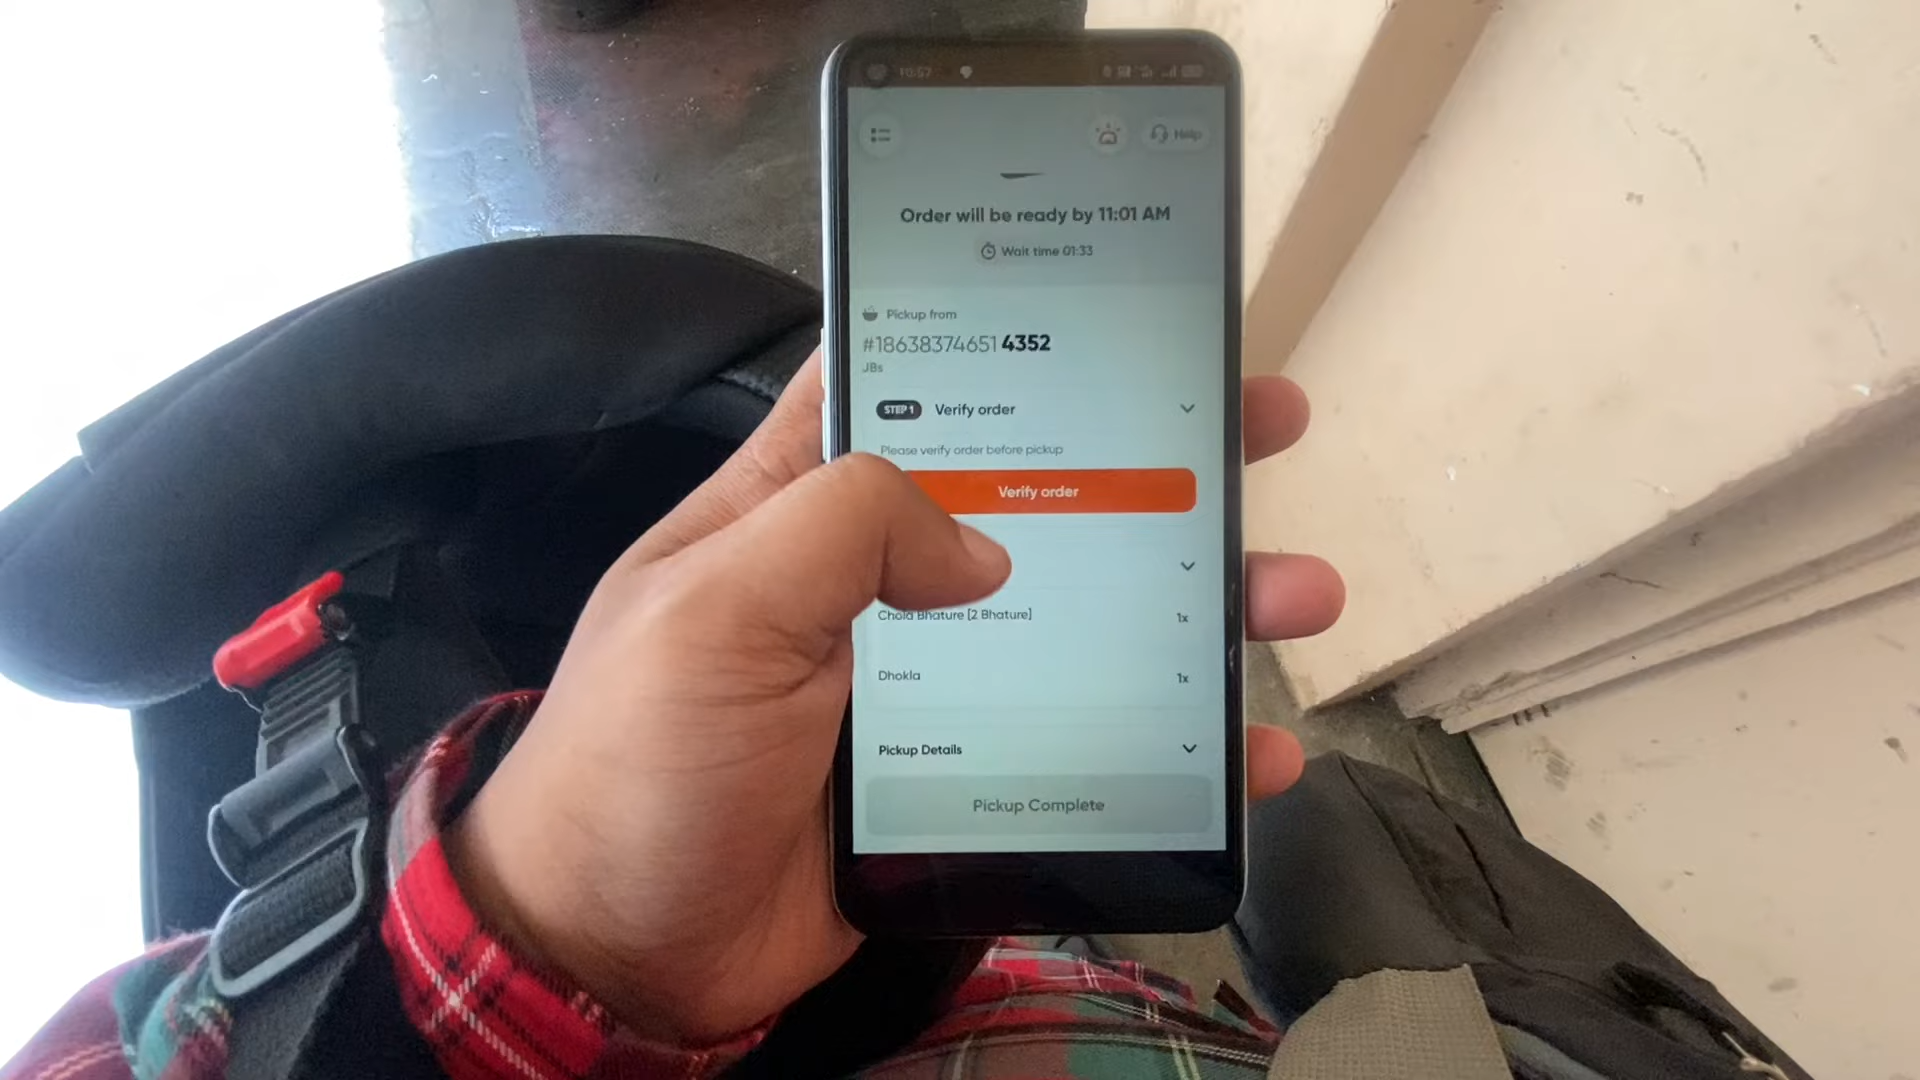 10:57
Help
Order will be ready by 11:01 AM
Wait time 01:33
Pickup from
#18638374651 4352
JBs
STEP 1 Verify order
Please verify order before pickup
Verify order
Chola Bhature [2 Bhature] 1x
Dhokla 1x
Pickup Details
Pickup Complete